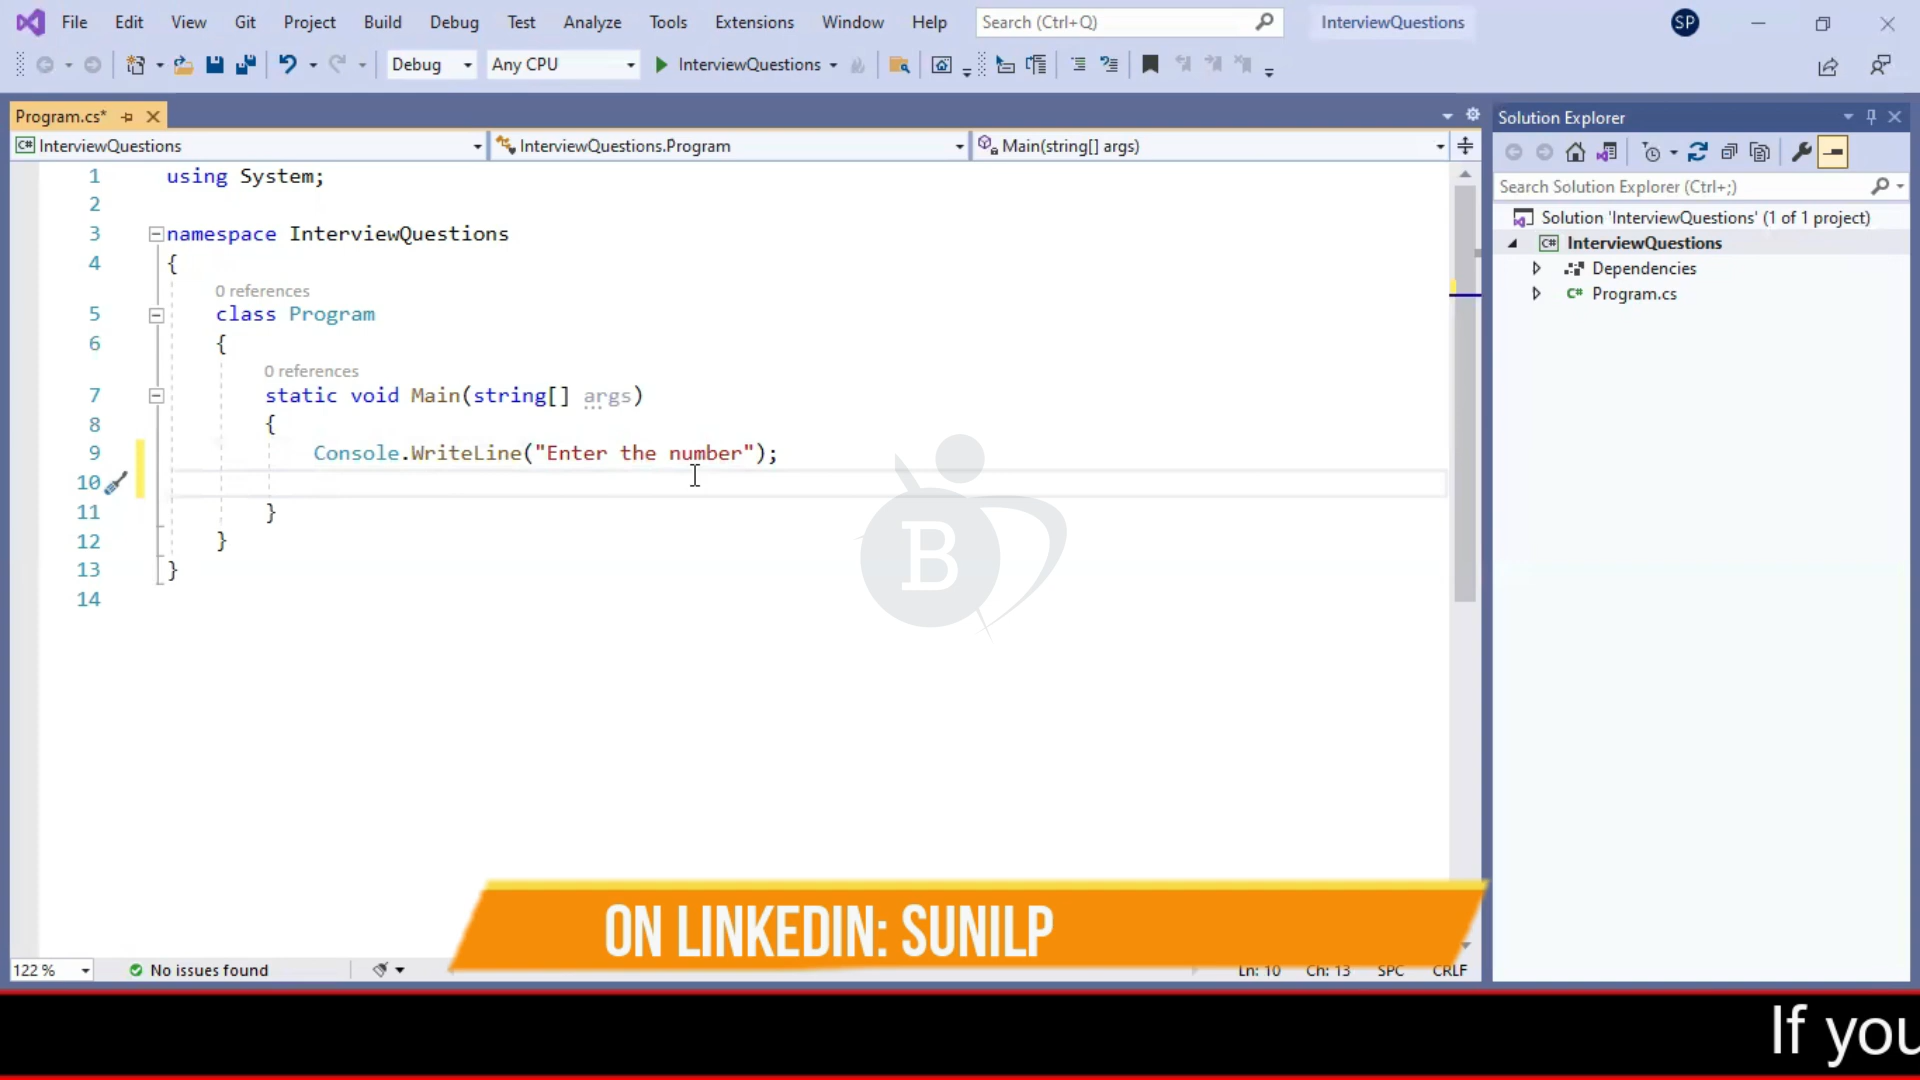 File Edit View Git Project Build Debug Test Analyze Tools Extensions Window Help Search (Ctrl+Q) InterviewQuestions SP
Debug Any CPU InterviewQuestions
Program.cs*
InterviewQuestions InterviewQuestions.Program Main(string[] args)
1 using System;
2
3 namespace InterviewQuestions
4 {
0 references
5 class Program
6 {
0 references
7 static void Main(string[] args)
8 {
9 Console.WriteLine("Enter the number");
10
11 }
12 }
13 }
14
B
122 % No issues found Ln: 10 Ch: 13 SPC CRLF
Solution Explorer
Search Solution Explorer (Ctrl+;)
Solution 'InterviewQuestions' (1 of 1 project)
C# InterviewQuestions
Dependencies
C# Program.cs
ON LINKEDIN: SUNILP
If you